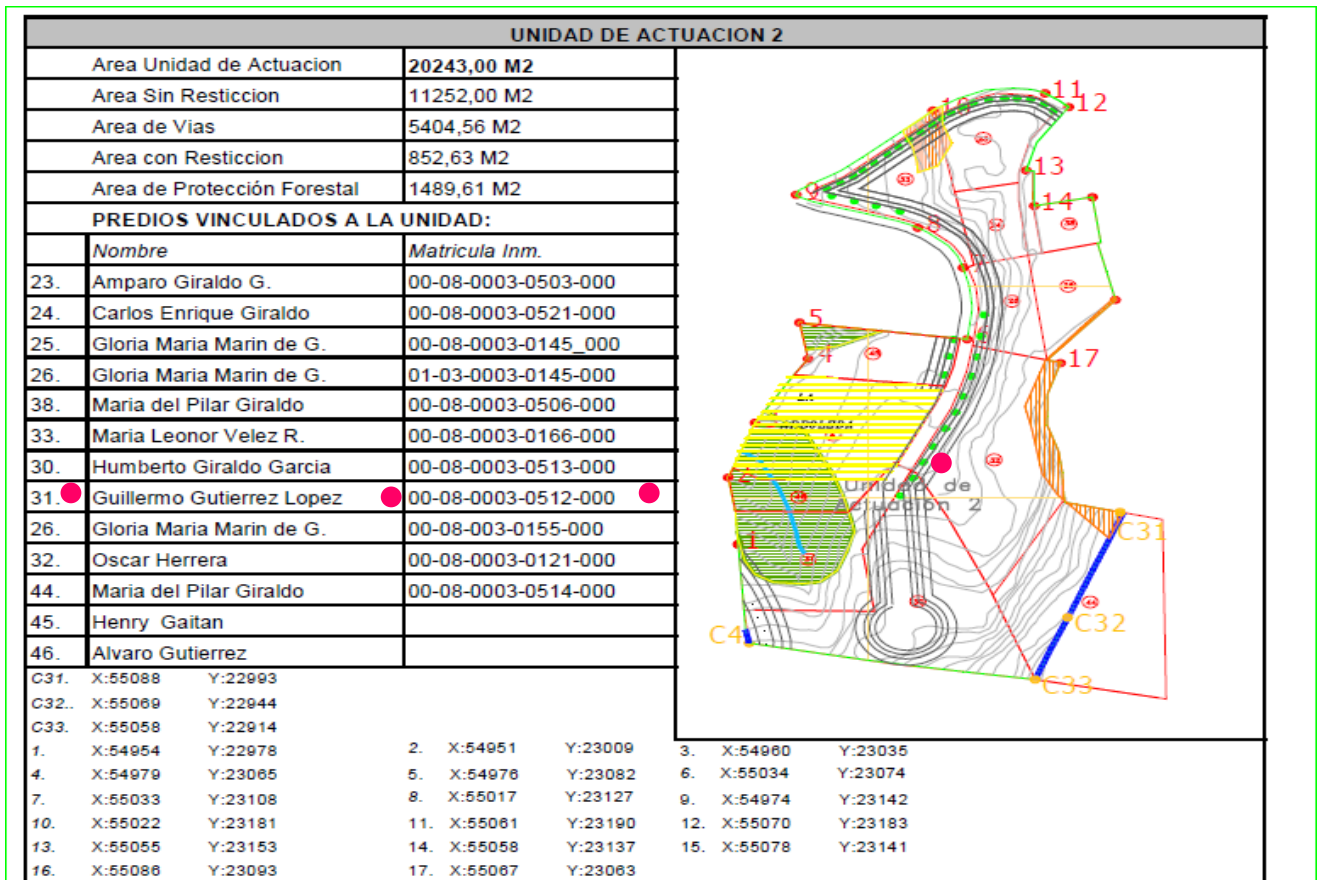 UNIDAD DE ACTUACION 2
Area Unidad de Actuacion 20243,00 M2
Area Sin Resticcion 11252,00 M2
Area de Vias 5404,56 M2
Area con Resticcion 852,63 M2
Area de Protección Forestal 1489,61 M2
PREDIOS VINCULADOS A LA UNIDAD:
Nombre Matricula Inm.
23. Amparo Giraldo G. 00-08-0003-0503-000
24. Carlos Enrique Giraldo 00-08-0003-0521-000
25. Gloria Maria Marin de G. 00-08-0003-0145_000
26. Gloria Maria Marin de G. 01-03-0003-0145-000
38. Maria del Pilar Giraldo 00-08-0003-0506-000
33. Maria Leonor Velez R. 00-08-0003-0166-000
30. Humberto Giraldo Garcia 00-08-0003-0513-000
31. Guillermo Gutierrez Lopez 00-08-0003-0512-000
26. Gloria Maria Marin de G. 00-08-003-0155-000
32. Oscar Herrera 00-08-0003-0121-000
44. Maria del Pilar Giraldo 00-08-0003-0514-000
45. Henry Gaitan
46. Alvaro Gutierrez
10
11
12
13
14
9
8
7
5
4
17
LA
2
Unidad de
Actuación 2
1
C31
C32
C4
C33
C31. X:55088 Y:22993
C32.. X:55069 Y:22944
C33. X:55058 Y:22914
1. X:54954 Y:22978 2. X:54951 Y:23009 3. X:54960 Y:23035
4. X:54979 Y:23065 5. X:54976 Y:23082 6. X:55034 Y:23074
7. X:55033 Y:23108 8. X:55017 Y:23127 9. X:54974 Y:23142
10. X:55022 Y:23181 11. X:55061 Y:23190 12. X:55070 Y:23183
13. X:55055 Y:23153 14. X:55058 Y:23137 15. X:55078 Y:23141
16. X:55086 Y:23093 17. X:55067 Y:23063